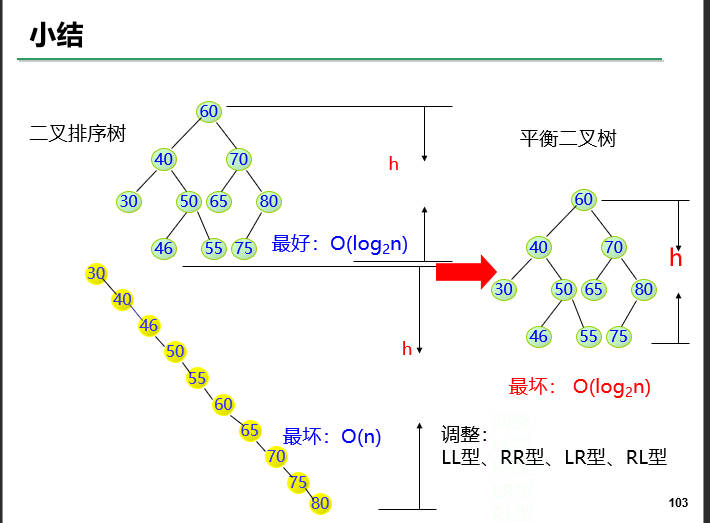 小结
二叉排序树
60
40 70
30 50 65 80
46 55 75
h
最好：O(log₂n)
30
40
46
50
55
60
65
70
75
80
h
最坏：O(n)
平衡二叉树
60
40 70
30 50 65 80
46 55 75
h
最坏： O(log₂n)
调整：
LL型、RR型、LR型、RL型
103